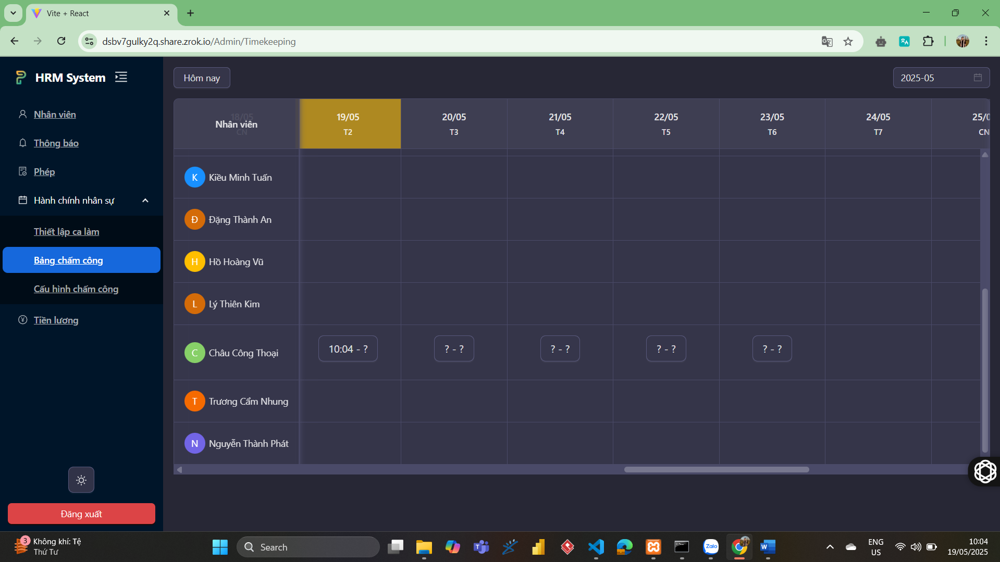 Vite + React
dsbv7gulky2q.share.zrok.io/Admin/Timekeeping
HRM System
Nhân viên
Thông báo
Phép
Hành chính nhân sự
Thiết lập ca làm
Bảng chấm công
Cấu hình chấm công
Tiền lương
Đăng xuất
Hôm nay
2025-05
Nhân viên
18/05
CN
19/05
T2
20/05
T3
21/05
T4
22/05
T5
23/05
T6
24/05
T7
25/0
CN
K Kiều Minh Tuấn
Đ Đặng Thành An
H Hồ Hoàng Vũ
L Lý Thiên Kim
C Châu Công Thoại 10:04 - ? ? - ? ? - ? ? - ? ? - ?
T Trương Cẩm Nhung
N Nguyễn Thành Phát
3
Không khí: Tệ
Thứ Tư
Search
Zalo
ENG
US
10:04
19/05/2025